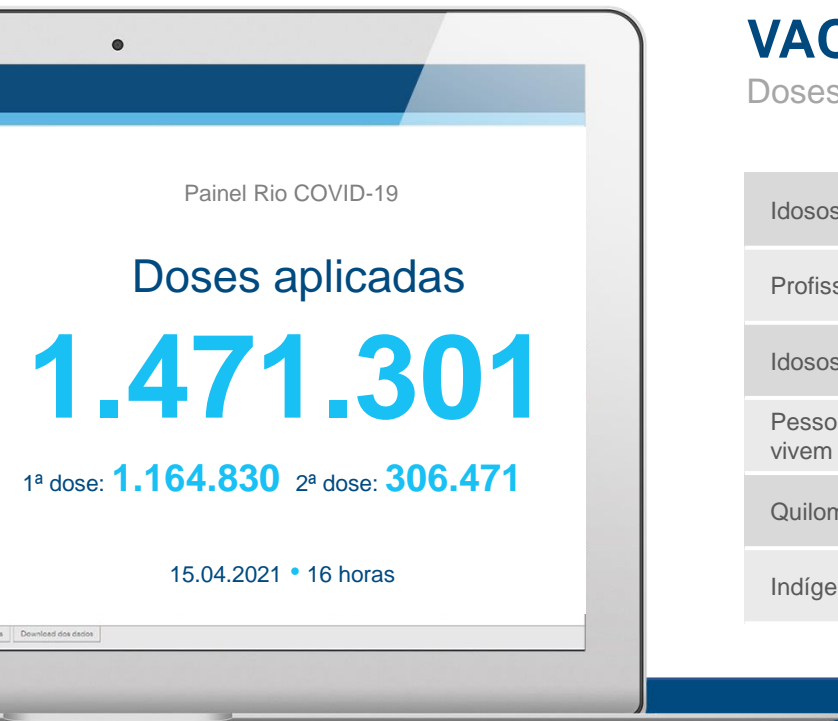 Painel Rio COVID-19
Doses aplicadas
1.471.301
1ª dose: 1.164.830 2ª dose: 306.471
15.04.2021 • 16 horas
Download dos dados
VAC
Doses
Idosos
Profiss
Idosos
Pesso
vivem
Quilom
Indíge